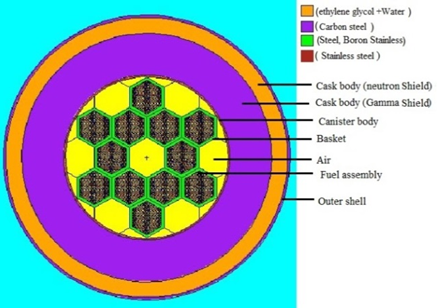 (ethylene glycol +Water )
(Carbon steel )
(Steel, Boron Stainless)
( Stainless steel )
Cask body (neutron Shield)
Cask body (Gamma Shield)
Canister body
Basket
Air
Fuel assembly
Outer shell